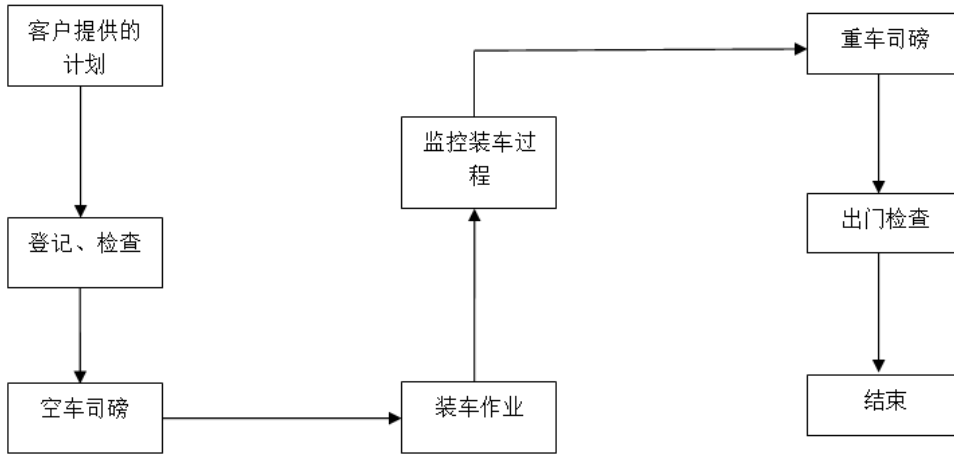 客户提供的
计划
登记、检查
空车司磅
装车作业
监控装车过
程
重车司磅
出门检查
结束